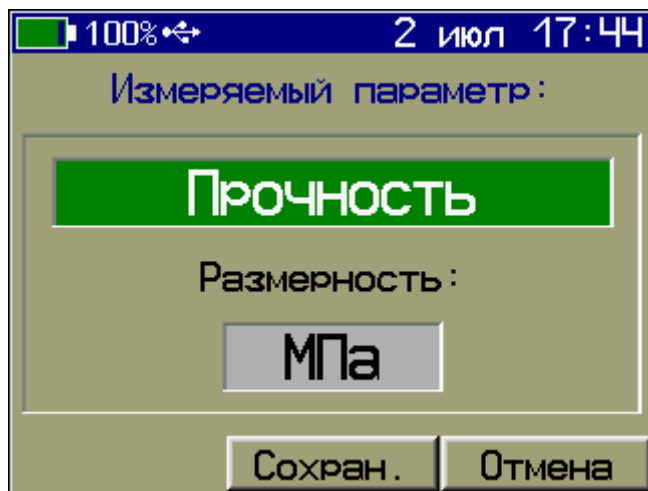 100% 2 июл 17:44
Измеряемый параметр:
Прочность
Размерность:
МПа
Сохран. Отмена